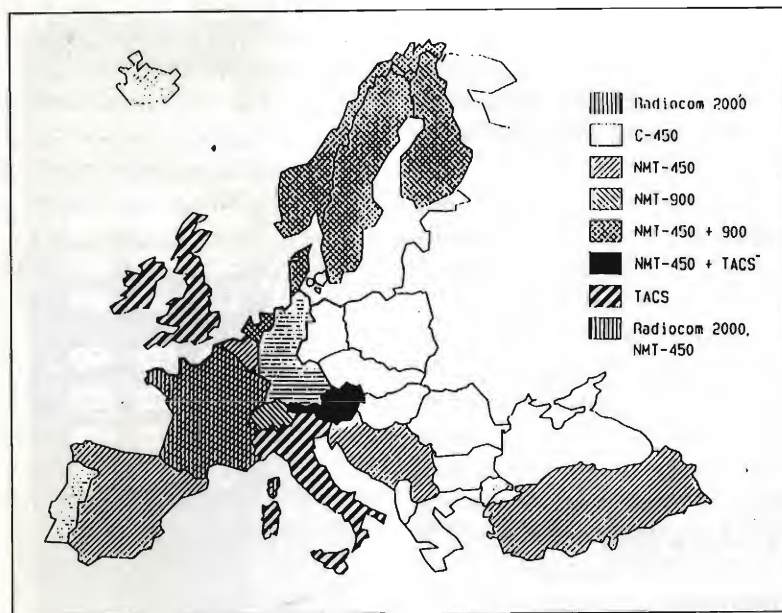 Radiocom 2000
C-450
NMT-450
NMT-900
NMT-450 + 900
NMT-450 + TACS
TACS
Radiocom 2000,
NMT-450